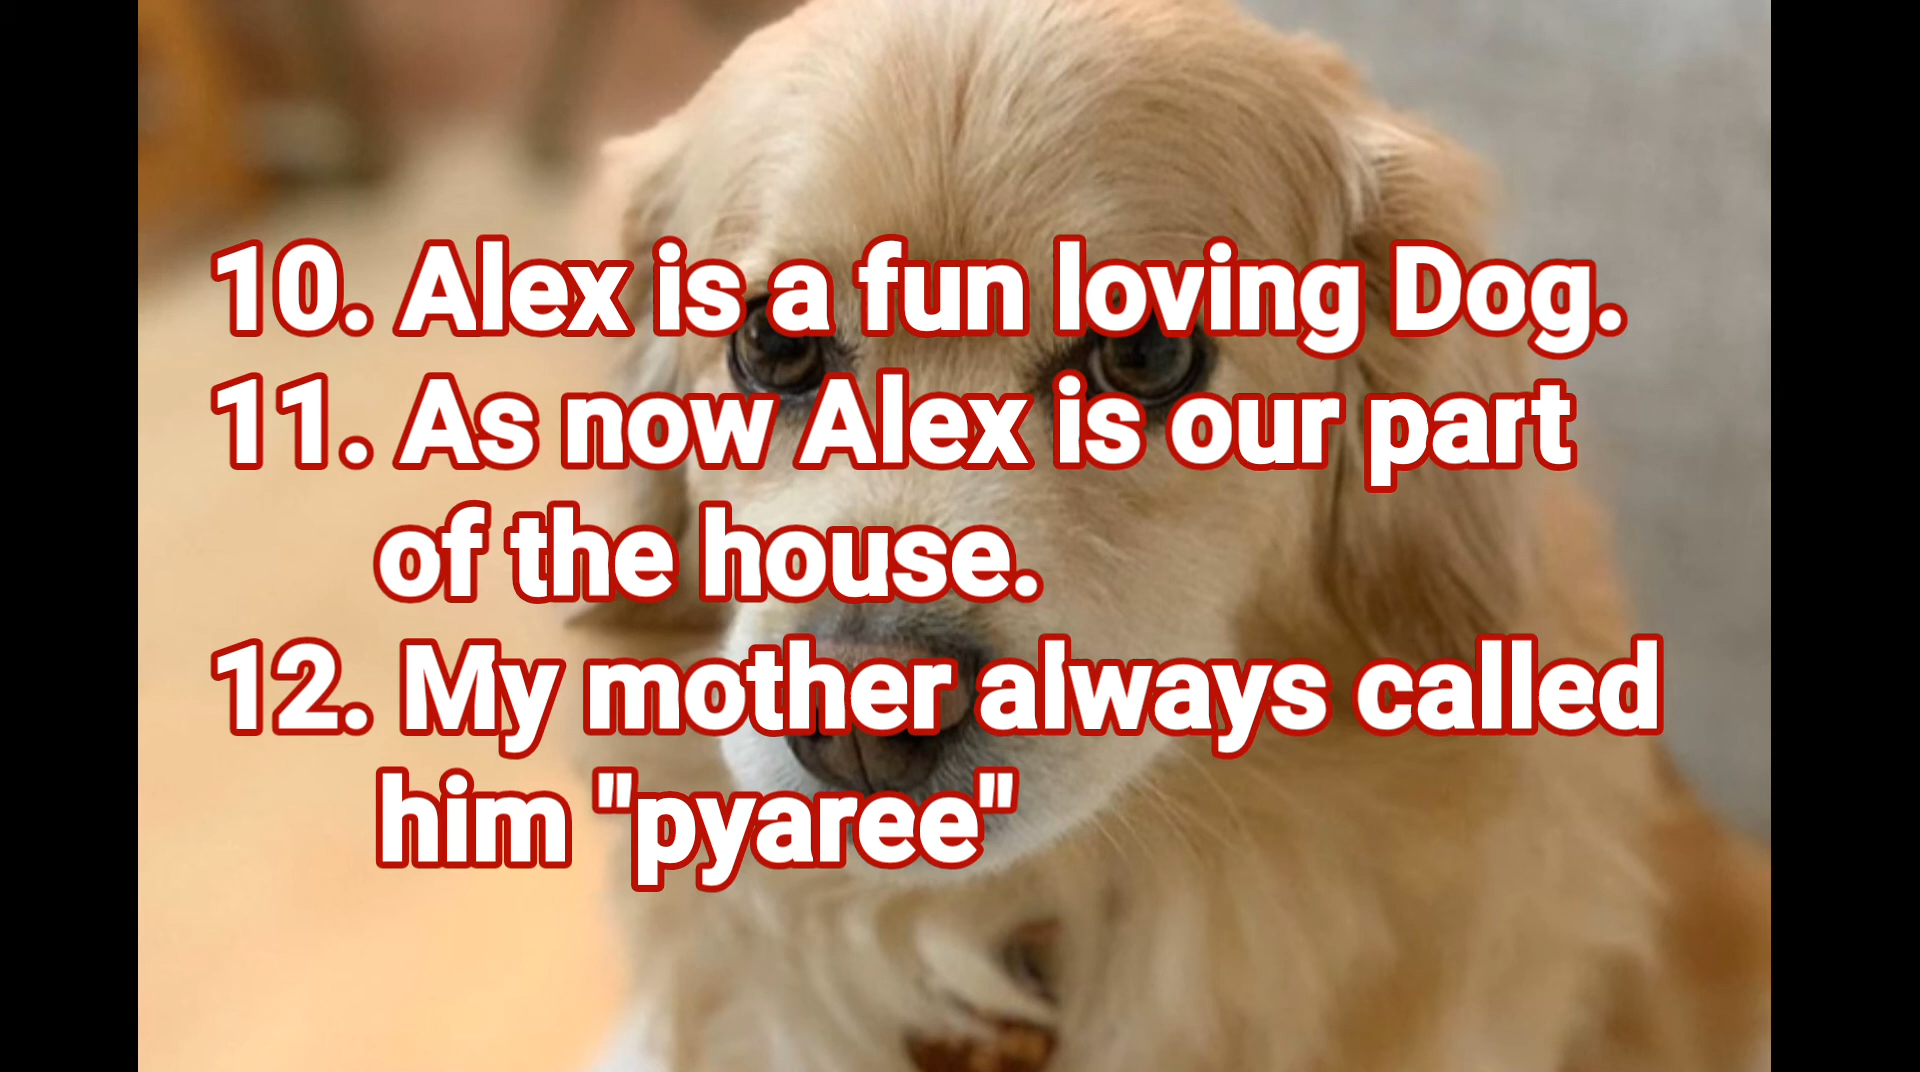 10. Alex is a fun loving Dog.
11. As now Alex is our part
of the house.
12. My mother always called
him "pyaree"